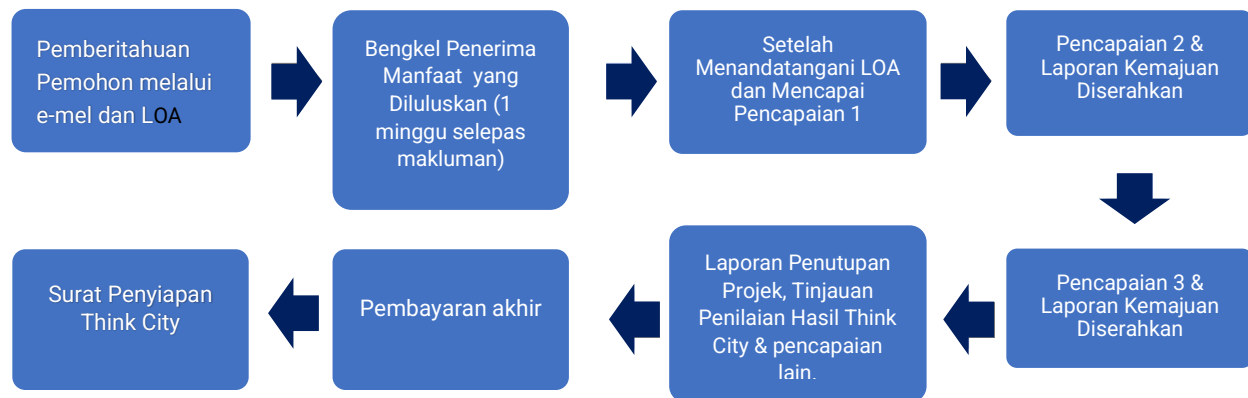 Pemberitahuan
Pemohon melalui
e-mel dan LOA
Bengkel Penerima
Manfaat yang
Diluluskan (1
minggu selepas
makluman)
Setelah
Menandatangani LOA
dan Mencapai
Pencapaian 1
Pencapaian 2 &
Laporan Kemajuan
Diserahkan
Pencapaian 3 &
Laporan Kemajuan
Diserahkan
Laporan Penutupan
Projek, Tinjauan
Penilaian Hasil Think
City & pencapaian
lain.
Pembayaran akhir
Surat Penyiapan
Think City